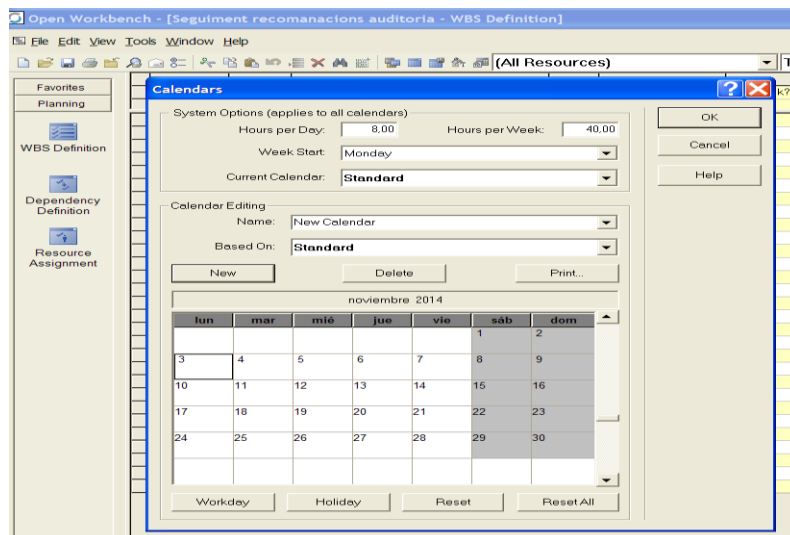 Open Workbench - [Seguiment recomanacions auditoria - WBS Definition]
File Edit View Tools Window Help
(All Resources)
Favorites
Planning
WBS Definition
Dependency
Definition
Resource
Assignment
Calendars
System Options (applies to all calendars)
Hours per Day: 8,00 Hours per Week: 40,00
Week Start: Monday
Current Calendar: Standard
Calendar Editing
Name: New Calendar
Based On: Standard
New Delete Print...
noviembre 2014
lun mar mié jue vie sáb dom
1 2
3 4 5 6 7 8 9
10 11 12 13 14 15 16
17 18 19 20 21 22 23
24 25 26 27 28 29 30
Workday Holiday Reset Reset All
OK
Cancel
Help
k?